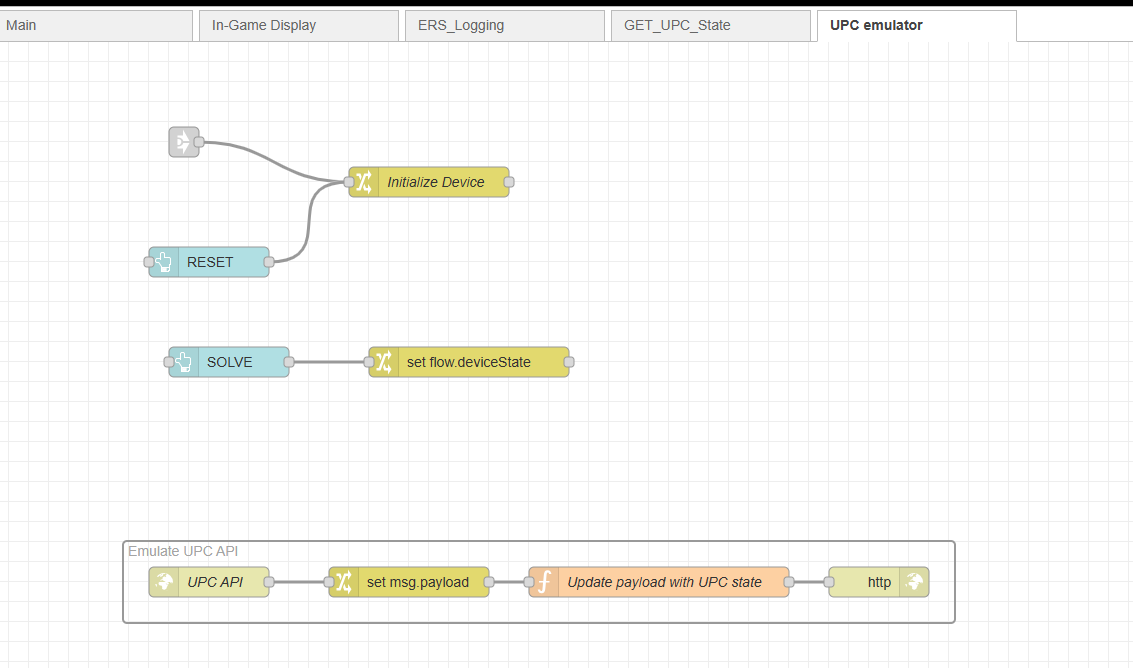 Main
In-Game Display
ERS_Logging
GET_UPC_State
UPC emulator
Initialize Device
RESET
SOLVE
set flow.deviceState
Emulate UPC API
UPC API
set msg.payload
Update payload with UPC state
http